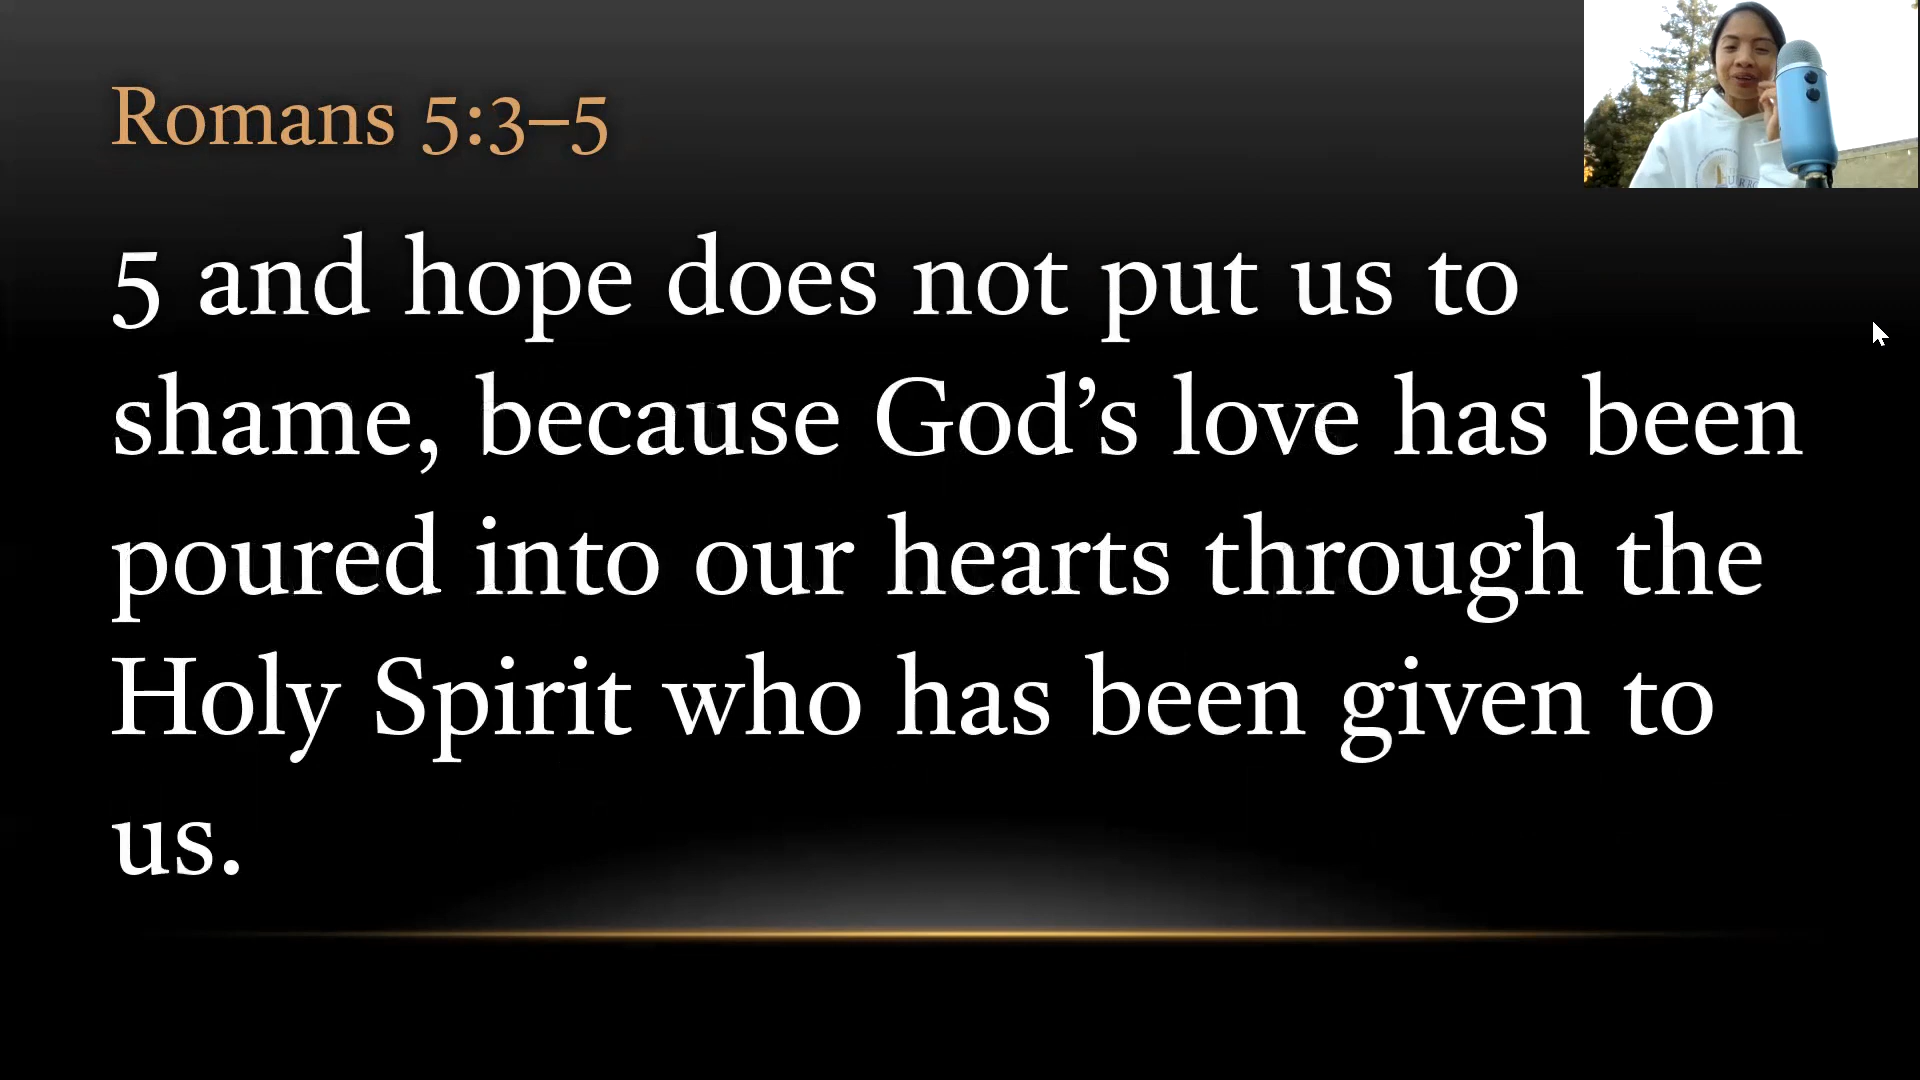 Romans 5:3–5
5 and hope does not put us to
shame, because God’s love has been
poured into our hearts through the
Holy Spirit who has been given to
us.